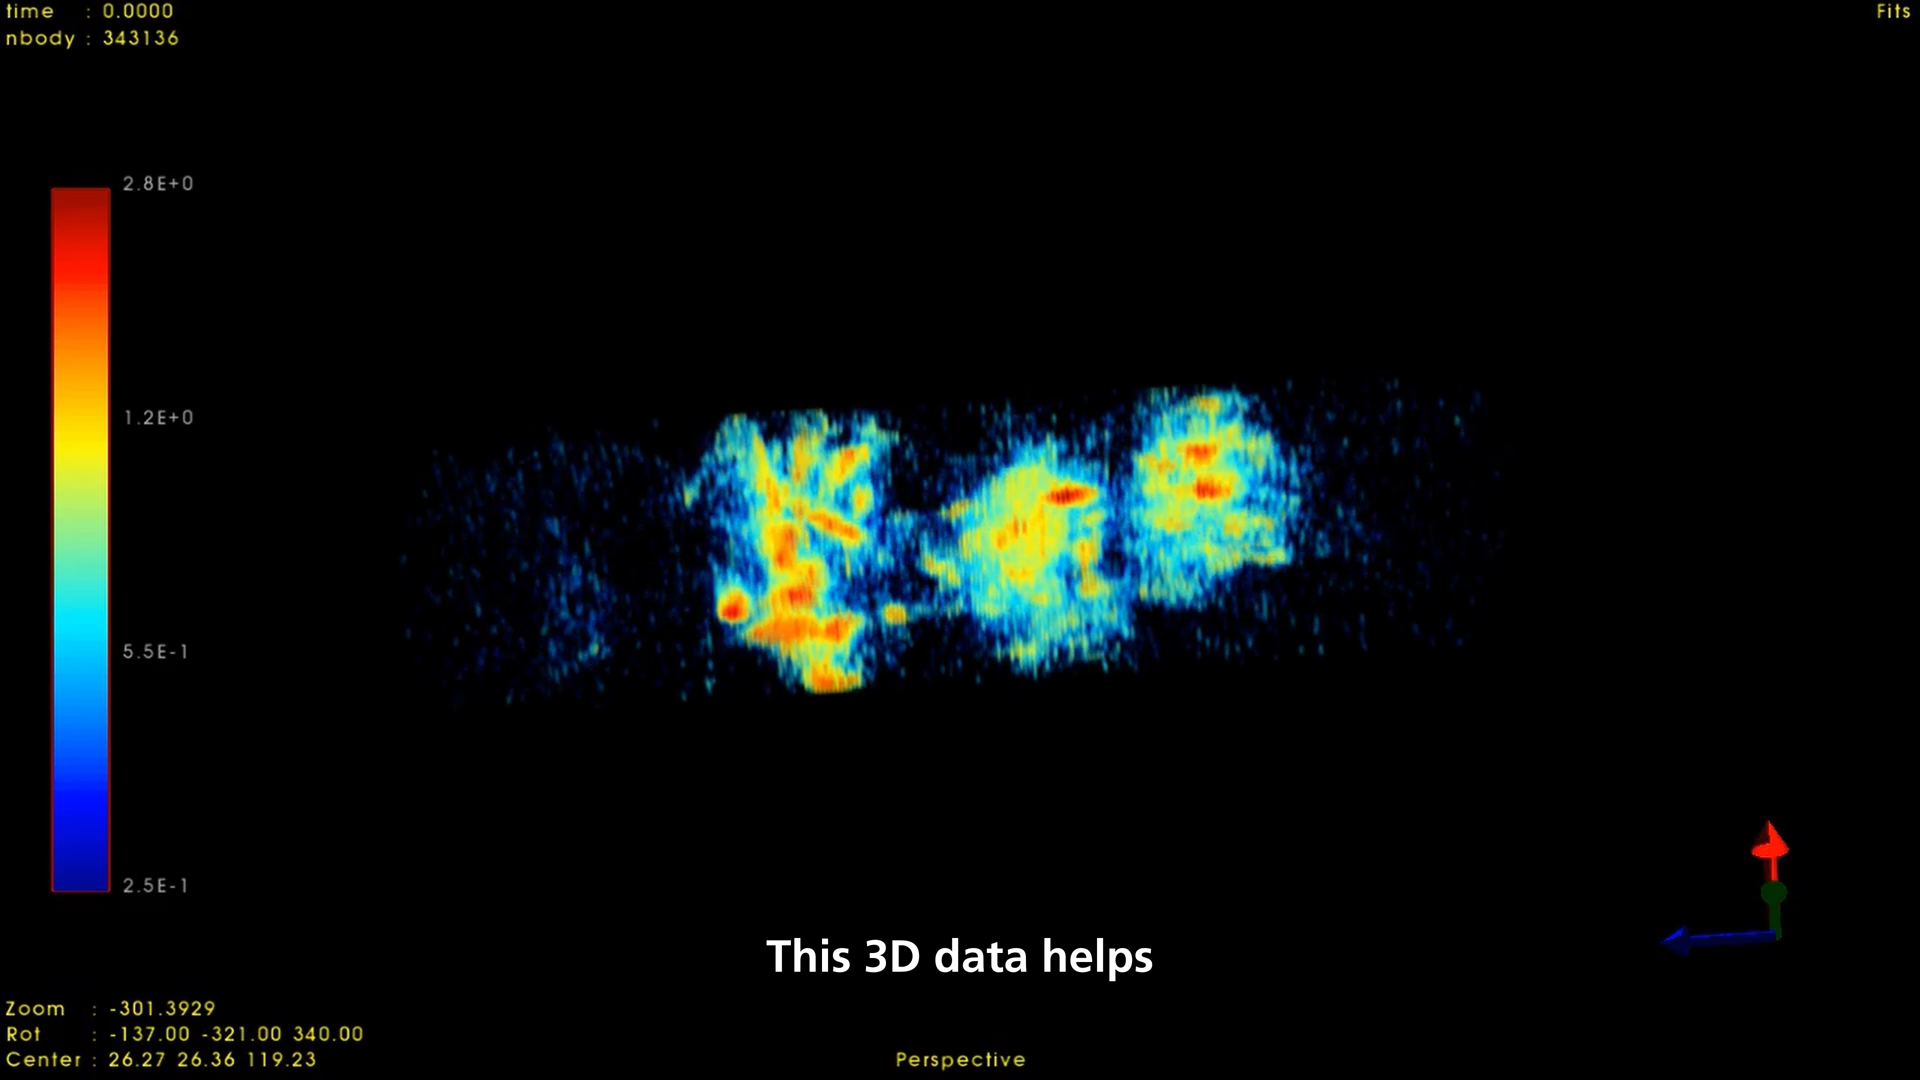 time : 0.0000
nbody : 343136
Fits
2.8E+0
1.2E+0
5.5E-1
2.5E-1
This 3D data helps
Zoom : -301.3929
Rot : -137.00 -321.00 340.00
Center : 26.27 26.36 119.23
Perspective